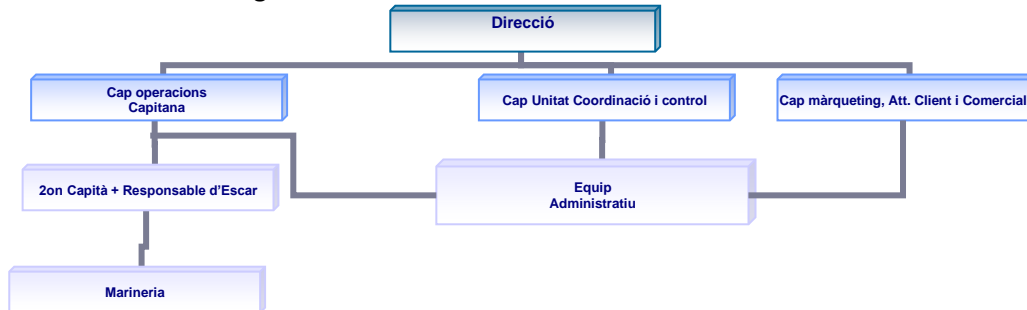 Direcció
Cap operacions
Capitana
Cap Unitat Coordinació i control
Cap màrqueting, Att. Client i Comercial
2on Capità + Responsable d'Escar
Equip
Administratiu
Marineria